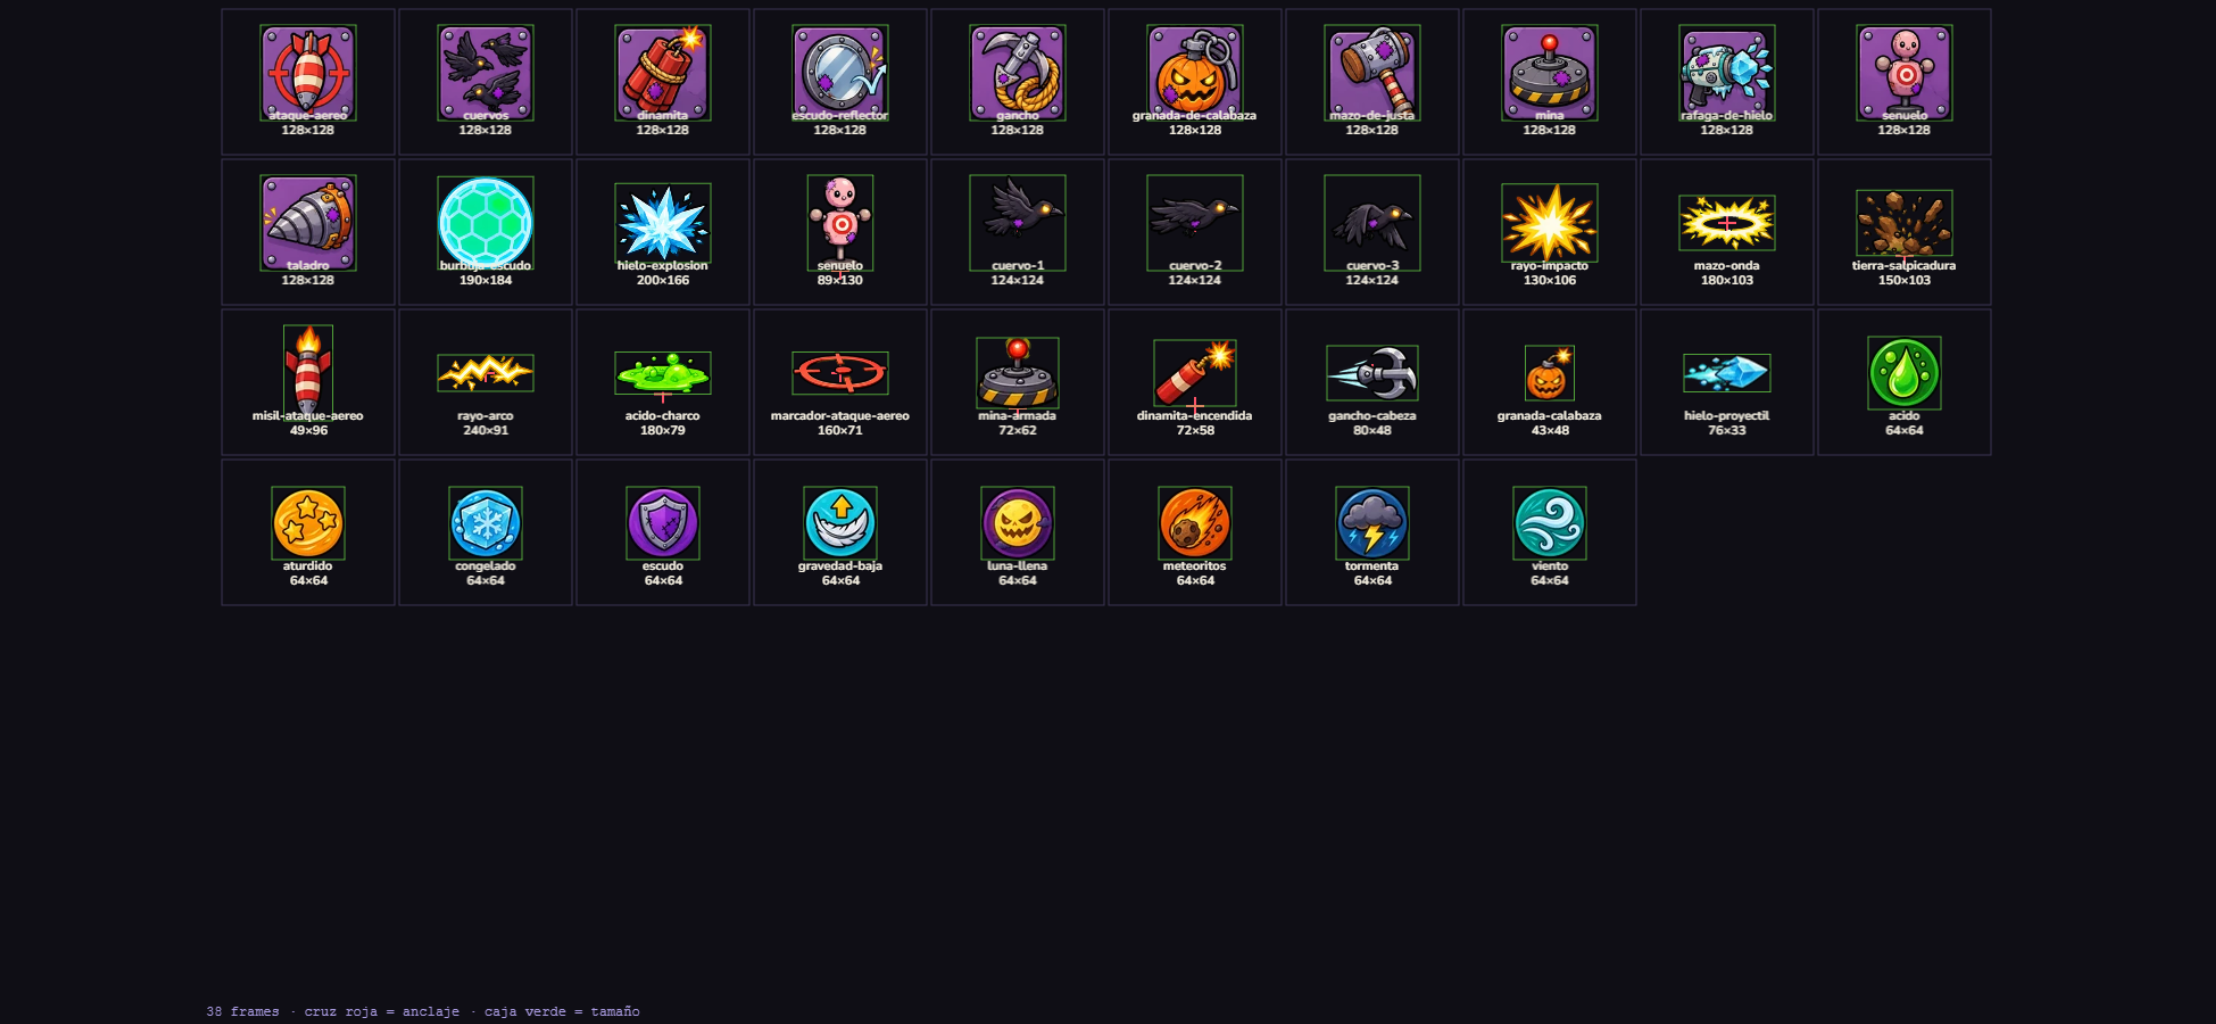 ataque-aereo
128×128
cuervos
128×128
dinamita
128×128
escudo-reflector
128×128
gancho
128×128
granada-de-calabaza
128×128
mazo-de-justa
128×128
mina
128×128
rafaga-de-hielo
128×128
senuelo
128×128
taladro
128×128
burbuja-escudo
190×184
hielo-explosion
200×166
senuelo
89×130
cuervo-1
124×124
cuervo-2
124×124
cuervo-3
124×124
rayo-impacto
130×106
mazo-onda
180×103
tierra-salpicadura
150×103
misil-ataque-aereo
49×96
rayo-arco
240×91
acido-charco
180×79
marcador-ataque-aereo
160×71
mina-armada
72×62
dinamita-encendida
72×58
gancho-cabeza
80×48
granada-calabaza
43×48
hielo-proyectil
76×33
acido
64×64
aturdido
64×64
congelado
64×64
escudo
64×64
gravedad-baja
64×64
luna-llena
64×64
meteoritos
64×64
tormenta
64×64
viento
64×64
38 frames · cruz roja = anclaje · caja verde = tamaño